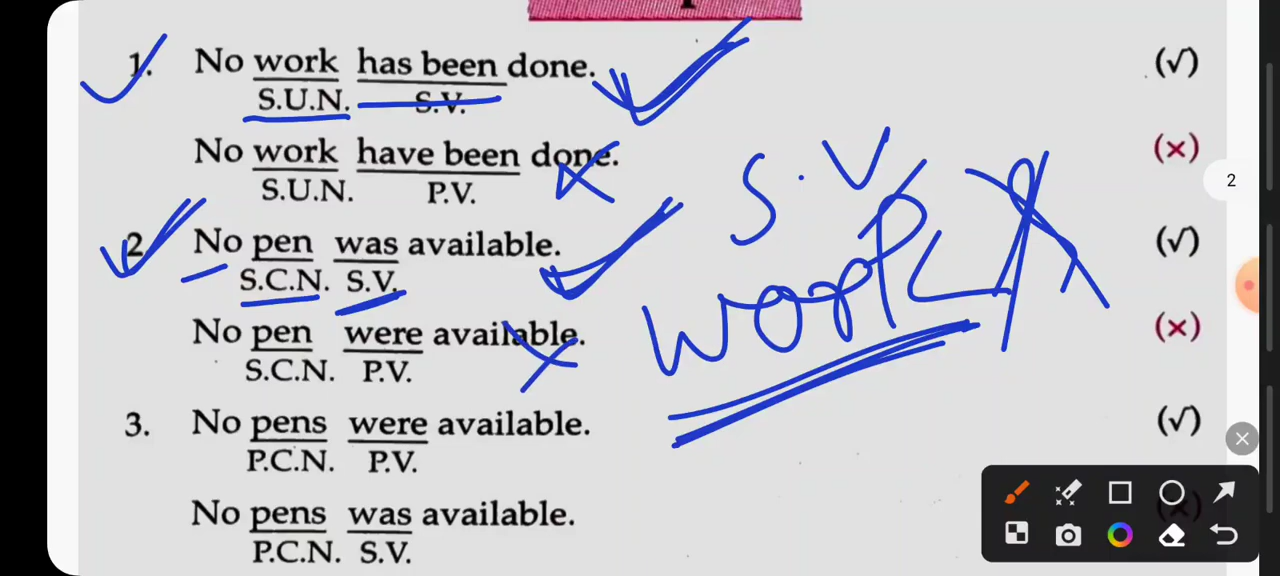 1. No work has been done. (√)
S.U.N. S.V.
No work have been done. (×)
S.U.N. P.V.
S.V
work
2
2 No pen was available. (√)
S.C.N. S.V.
No pen were available. (×)
S.C.N. P.V.
3. No pens were available. (√)
P.C.N. P.V.
No pens was available.
P.C.N. S.V.